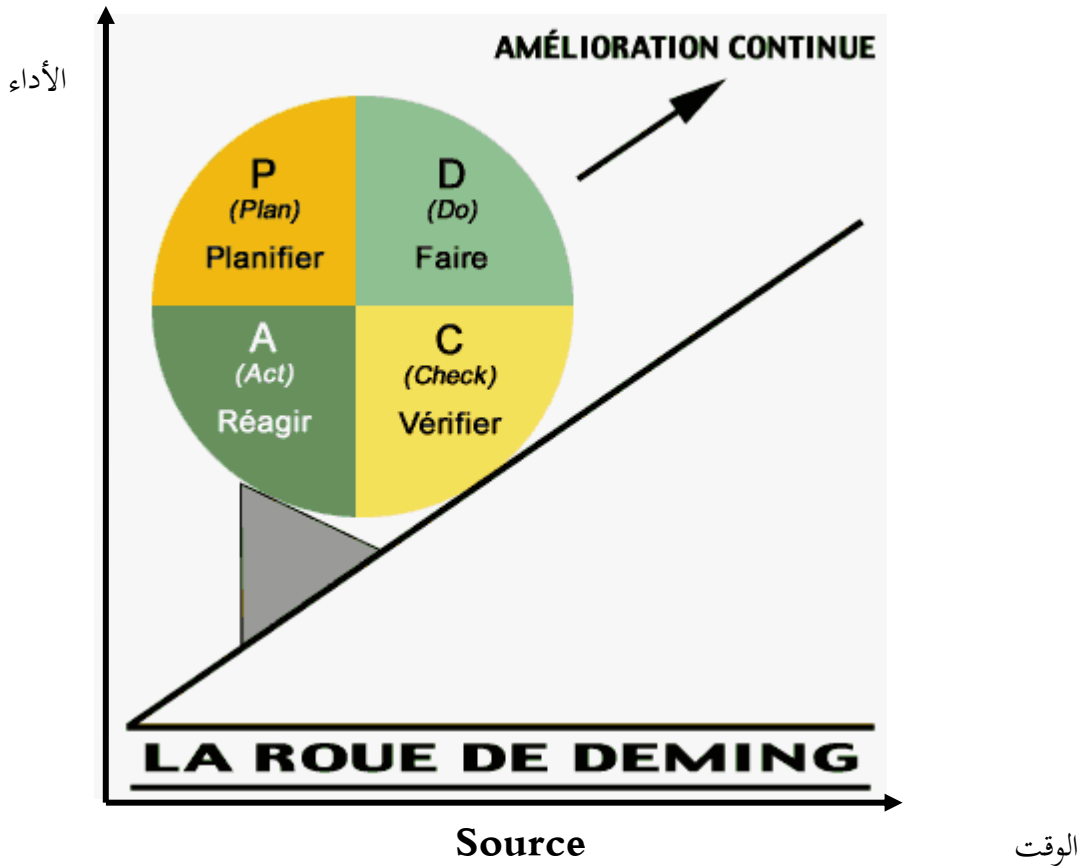 AMÉLIORATION CONTINUE
الأداء
P
(Plan)
Planifier
D
(Do)
Faire
A
(Act)
Réagir
C
(Check)
Vérifier
LA ROUE DE DEMING
Source
الوقت